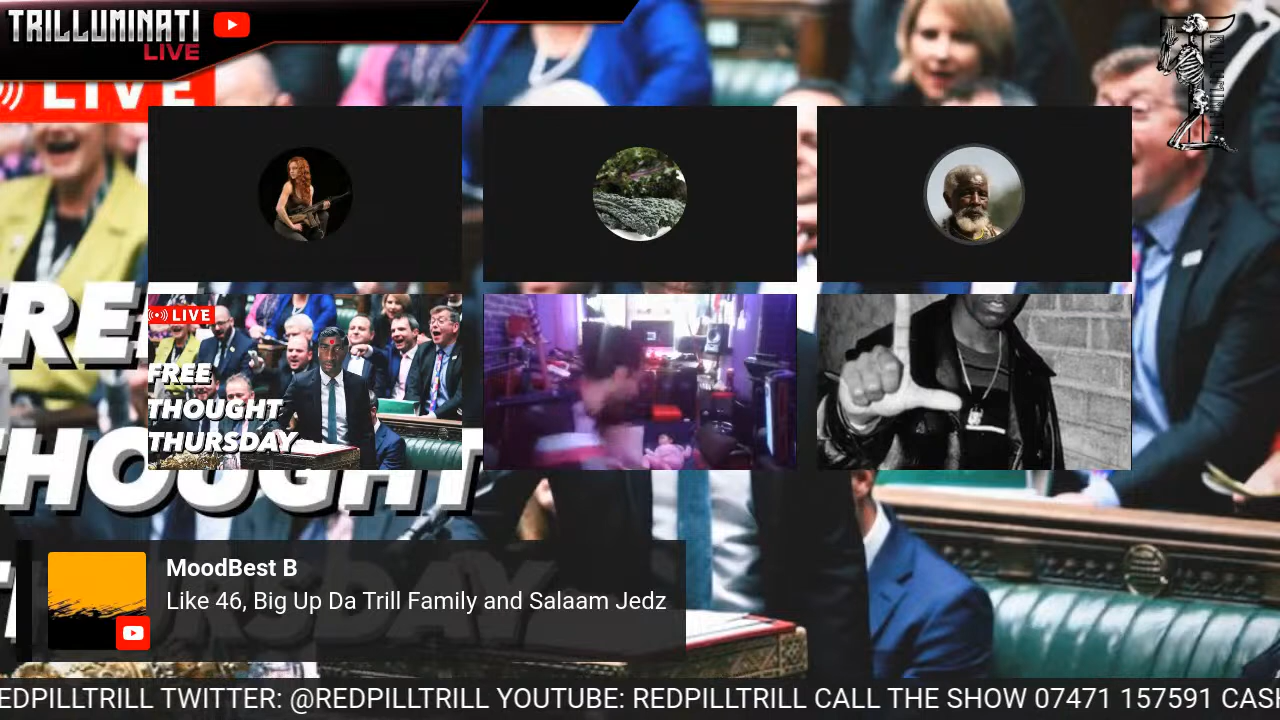 TRILLUMINATI
LIVE
LIVE
LIVE
FREE
THOUGHT
THURSDAY
THOUGHT
MoodBest B
Like 46, Big Up Da Trill Family and Salaam Jedz
EDPILLTRILL TWITTER: @REDPILLTRILL YOUTUBE: REDPILLTRILL CALL THE SHOW 07471 157591 CASH